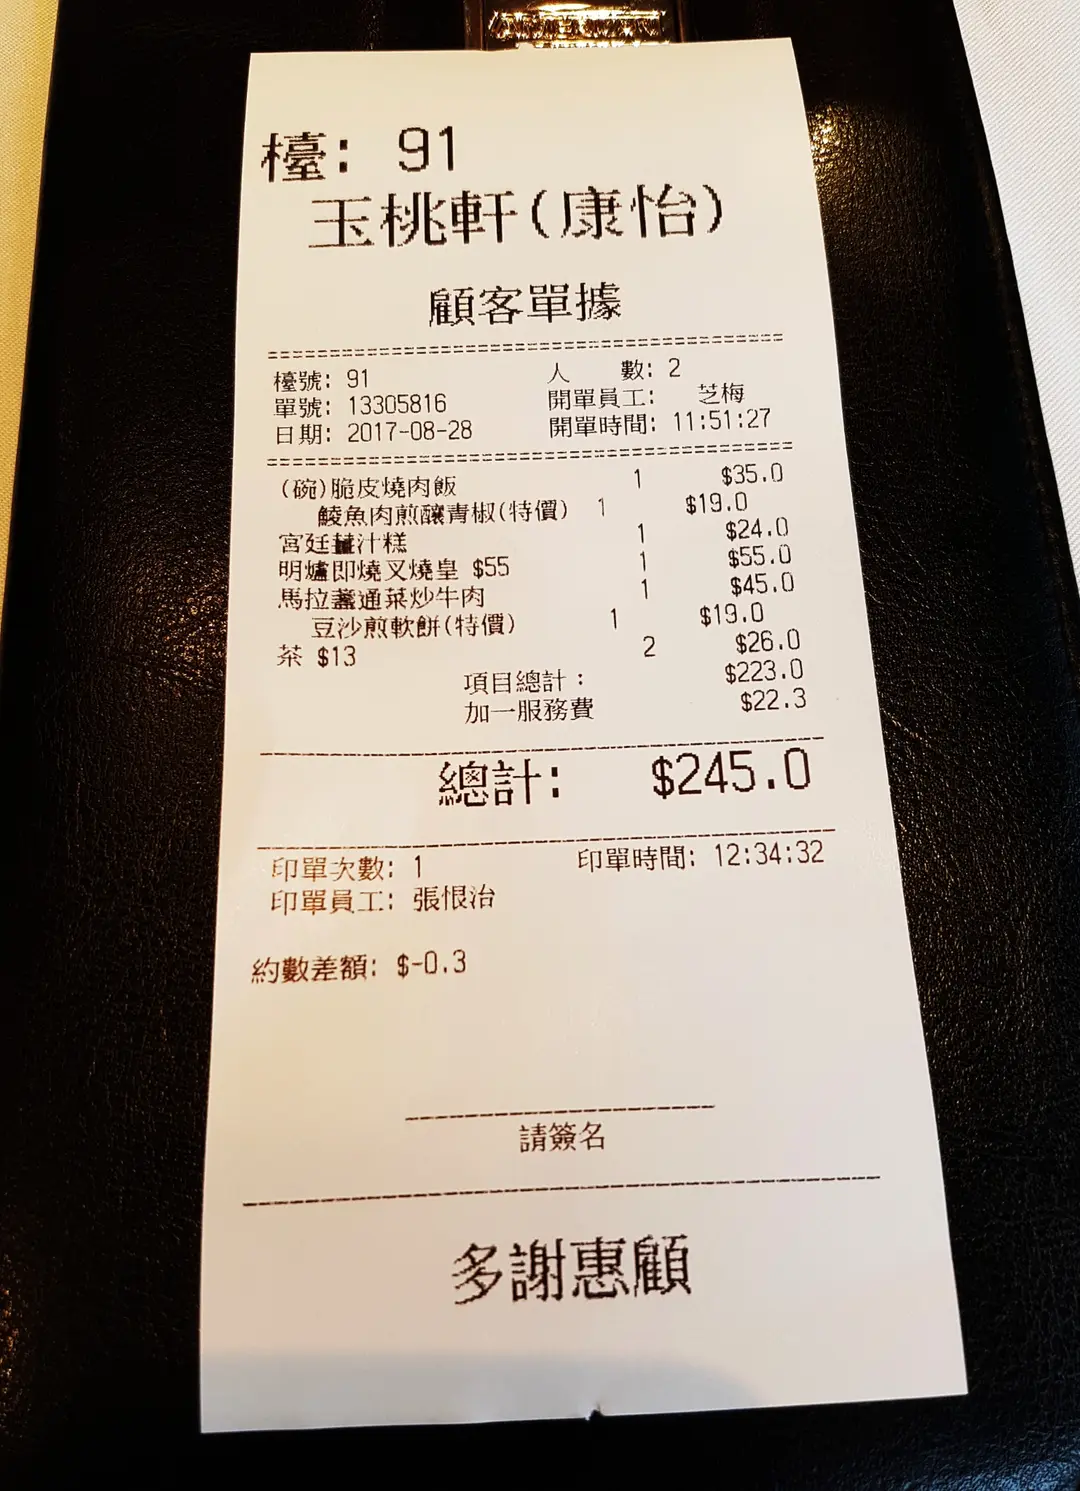 檯: 91
玉桃軒(康怡)
顧客單據
檯號: 91 人 數: 2
單號: 13305816 開單員工: 芝梅
日期: 2017-08-28 開單時間: 11:51:27
(碗)脆皮燒肉飯 1 $35.0
鯪魚肉煎釀青椒(特價) 1 $19.0
宮廷薑汁糕 1 $24.0
明爐即燒叉燒皇 $55 1 $55.0
馬拉盞通菜炒牛肉 1 $45.0
豆沙煎軟餅(特價) 1 $19.0
茶 $13 2 $26.0
項目總計: $223.0
加一服務費 $22.3
總計: $245.0
印單次數: 1 印單時間: 12:34:32
印單員工: 張恨治
約數差額: $-0.3
請簽名
多謝惠顧